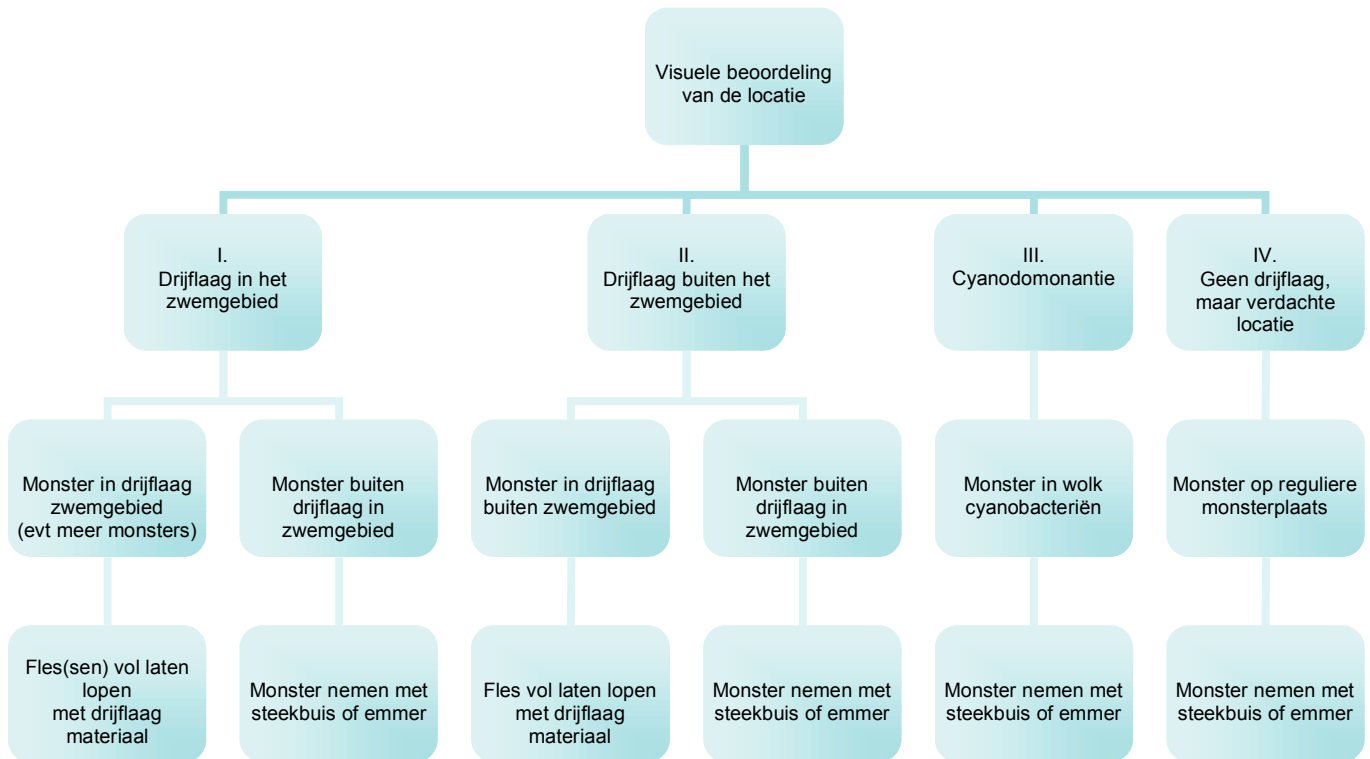 Visuele beoordeling
van de locatie
I.
Drijflaag in het
zwemgebied
II.
Drijflaag buiten het
zwemgebied
III.
Cyanodomonantie
IV.
Geen drijflaag,
maar verdachte
locatie
Monster in drijflaag
zwemgebied
(evt meer monsters)
Monster buiten
drijflaag in
zwemgebied
Monster in drijflaag
buiten zwemgebied
Monster buiten
drijflaag in
zwemgebied
Monster in wolk
cyanobacteriën
Monster op reguliere
monsterplaats
Fles(sen) vol laten
lopen
met drijflaag
materiaal
Monster nemen met
steekbuis of emmer
Fles vol laten lopen
met drijflaag
materiaal
Monster nemen met
steekbuis of emmer
Monster nemen met
steekbuis of emmer
Monster nemen met
steekbuis of emmer